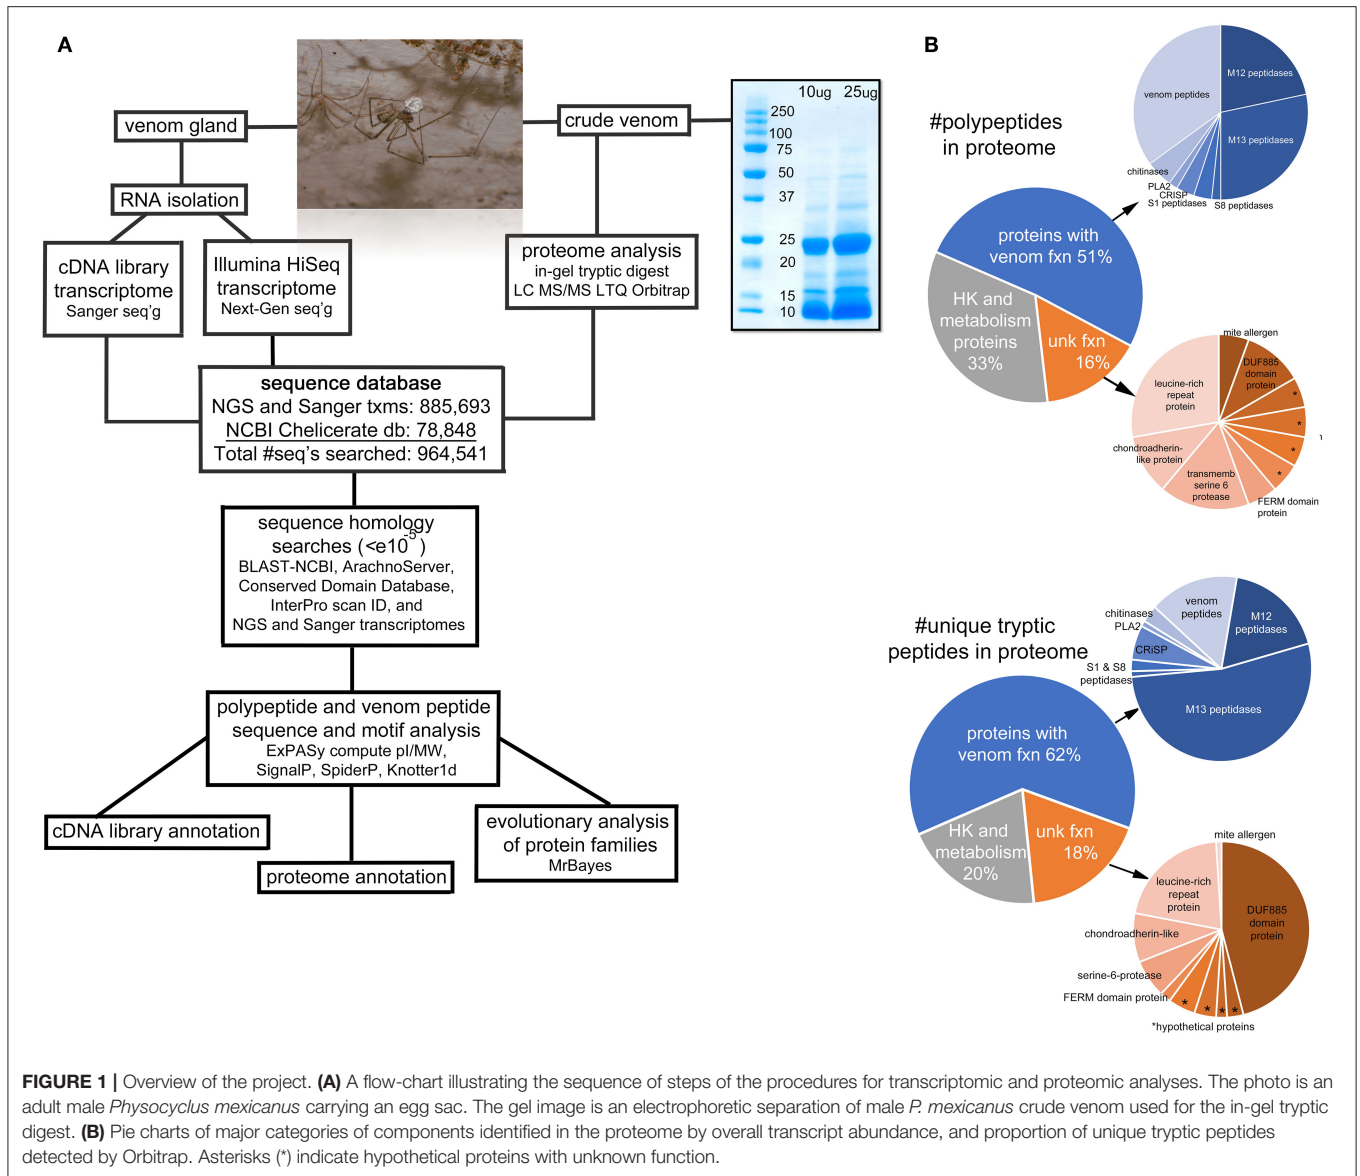 A
venom gland
crude venom
RNA isolation
cDNA library
transcriptome
Sanger seq'g
Illumina HiSeq
transcriptome
Next-Gen seq'g
proteome analysis
in-gel tryptic digest
LC MS/MS LTQ Orbitrap
10ug 25ug
250
100
75
50
37
25
20
15
10
sequence database
NGS and Sanger txms: 885,693
NCBI Chelicerate db: 78,848
Total #seq's searched: 964,541
sequence homology
searches (<e10-5)
BLAST-NCBI, ArachnoServer,
Conserved Domain Database,
InterPro scan ID, and
NGS and Sanger transcriptomes
polypeptide and venom peptide
sequence and motif analysis
ExPASy compute pI/MW,
SignalP, SpiderP, Knotter1d
cDNA library annotation
proteome annotation
evolutionary analysis
of protein families
MrBayes
B
#polypeptides
in proteome
proteins with
venom fxn 51%
HK and
metabolism
proteins
33%
unk fxn
16%
venom peptides
M12 peptidases
M13 peptidases
chitinases
PLA2
CRISP
S1 peptidases
S8 peptidases
mite allergen
DUF885
domain
protein
*
*
*
*
n
leucine-rich
repeat
protein
chondroadherin-
like protein
transmemb
serine 6
protease
FERM domain
protein
#unique tryptic
peptides in proteome
proteins with
venom fxn 62%
HK and
metabolism
20%
unk fxn
18%
venom
peptides
M12
peptidases
chitinases
PLA2
CRiSP
S1 & S8
peptidases
M13 peptidases
mite allergen
leucine-rich
repeat
protein
DUF885
domain
protein
chondroadherin-like
serine-6-protease
FERM domain protein
* * * *
*hypothetical proteins
FIGURE 1 | Overview of the project. (A) A flow-chart illustrating the sequence of steps of the procedures for transcriptomic and proteomic analyses. The photo is an
adult male Physocyclus mexicanus carrying an egg sac. The gel image is an electrophoretic separation of male P. mexicanus crude venom used for the in-gel tryptic
digest. (B) Pie charts of major categories of components identified in the proteome by overall transcript abundance, and proportion of unique tryptic peptides
detected by Orbitrap. Asterisks (*) indicate hypothetical proteins with unknown function.